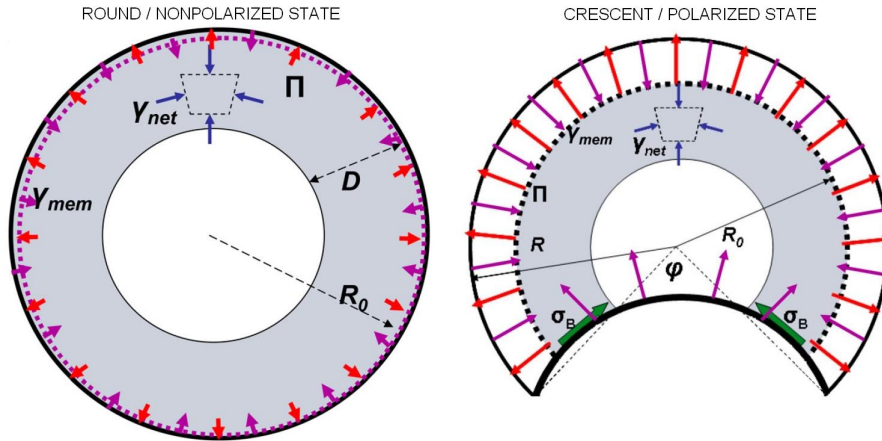 ROUND / NONPOLARIZED STATE
γnet
Π
D
γmem
R0
CRESCENT / POLARIZED STATE
γmem
γnet
Π
R
R0
φ
σB
σB